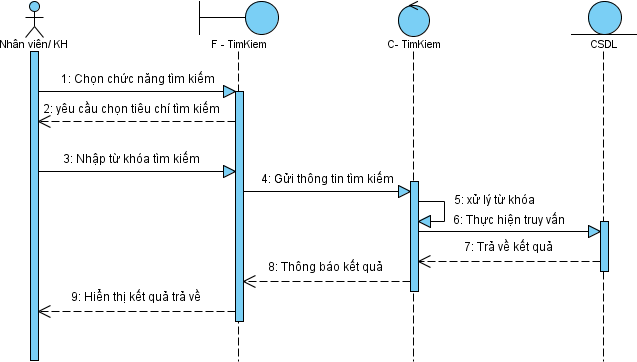 Nhân viên/ KH
F - TimKiem
C- TimKiem
CSDL
1: Chọn chức năng tìm kiếm
2: yêu cầu chọn tiêu chí tìm kiếm
3: Nhập từ khóa tìm kiếm
4: Gửi thông tin tìm kiếm
5: xử lý từ khóa
6: Thực hiện truy vấn
7: Trả về kết quả
8: Thông báo kết quả
9: Hiển thị kết quả trả về